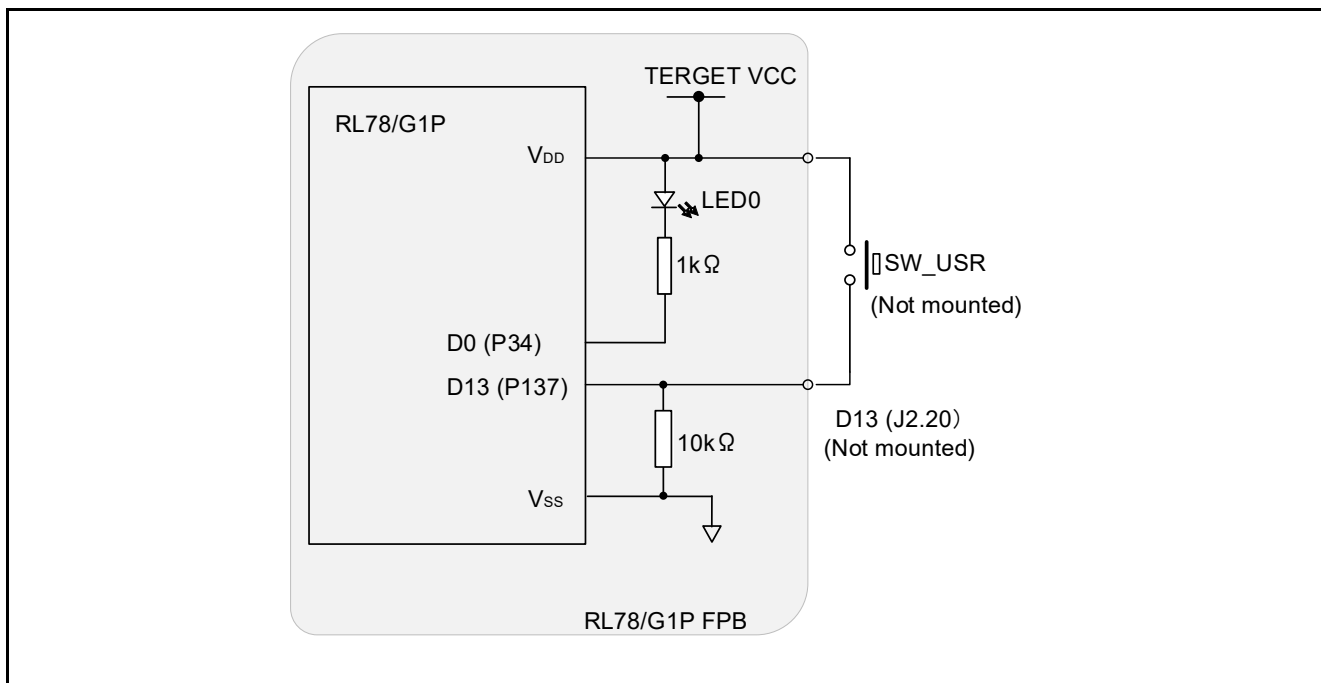 TERGET VCC
RL78/G1P
VDD
LED0
1kΩ
SW_USR
(Not mounted)
D0 (P34)
D13 (P137)
D13 (J2.20）
(Not mounted)
10kΩ
VSS
RL78/G1P FPB